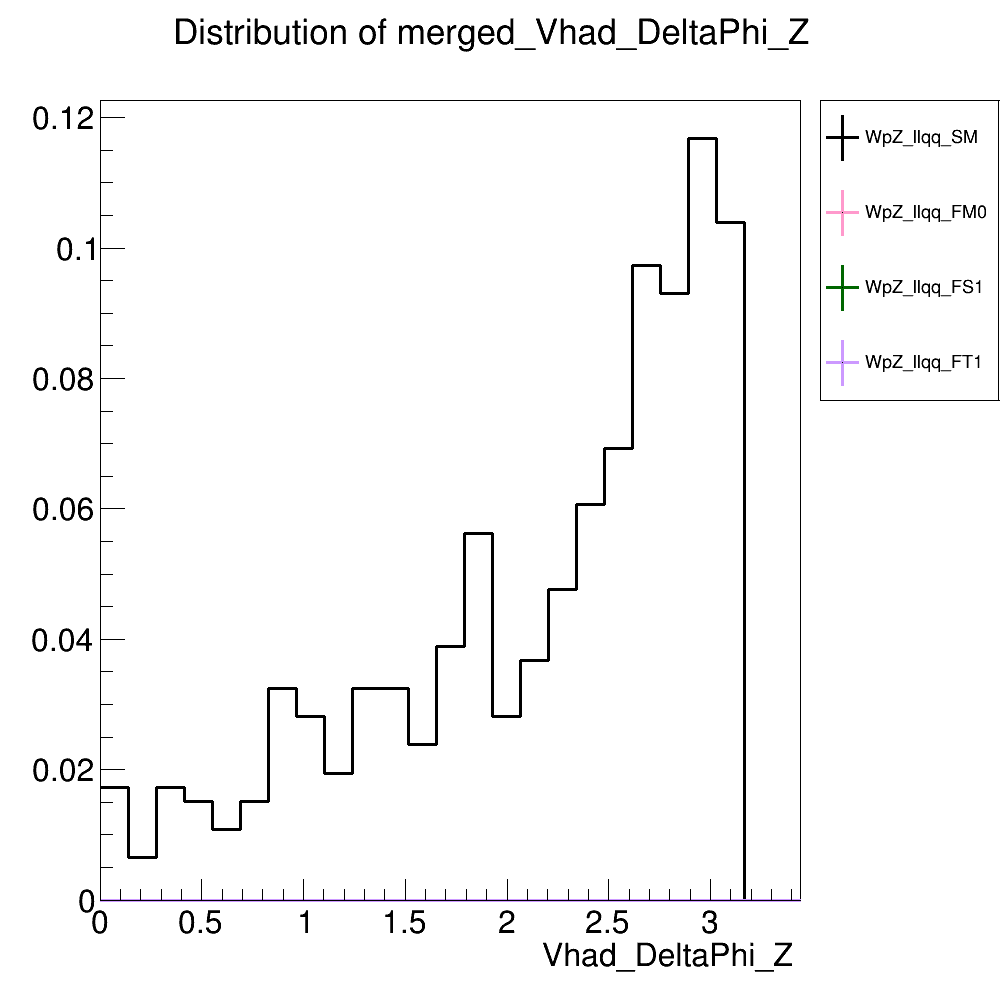 Distribution of merged_Vhad_DeltaPhi_Z
0.12
0.1
0.08
0.06
0.04
0.02
0
0 0.5 1 1.5 2 2.5 3
Vhad_DeltaPhi_Z
WpZ_llqq_SM
WpZ_llqq_FM0
WpZ_llqq_FS1
WpZ_llqq_FT1